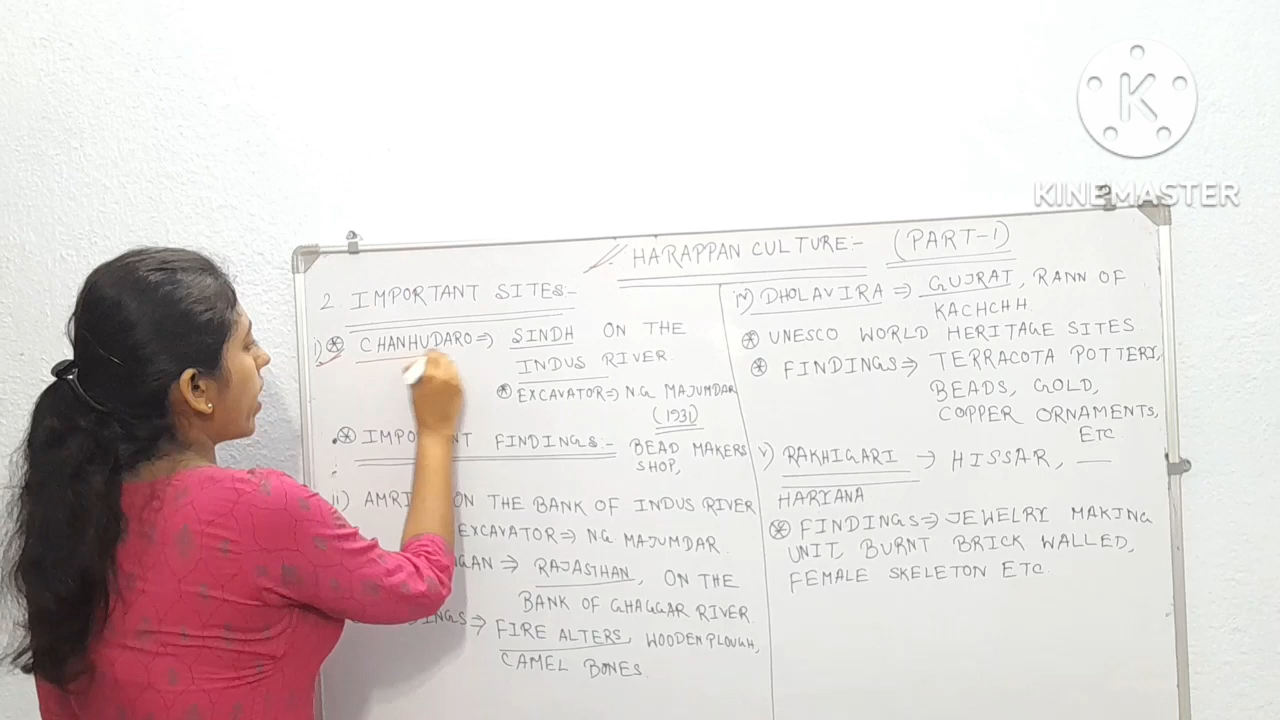 K
KINEMASTER
HARAPPAN CULTURE:- (PART-1)
2. IMPORTANT SITES:-
i) CHANHUDARO => SINDH ON THE
INDUS RIVER.
EXCAVATOR => N.G MAJUMDAR
(1931)
FINDINGS:- BEAD MAKERS
SHOP,
ii) ON THE BANK OF INDUS RIVER
EXCAVATOR => N.G MAJUMDAR.
=> RAJASTHAN, ON THE
BANK OF GHAGGAR RIVER.
=> FIRE ALTERS, WOODEN PLOUGH,
CAMEL BONES.
iv) DHOLAVIRA => GUJRAT, RANN OF
KACHCHH.
UNESCO WORLD HERITAGE SITES.
FINDINGS => TERRACOTA POTTERY,
BEADS, GOLD,
COPPER ORNAMENTS,
ETC.
v) RAKHIGARI → HISSAR, —
HARYANA
FINDINGS => JEWELRY MAKING
UNIT, BURNT BRICK WALLED,
FEMALE SKELETON ETC.